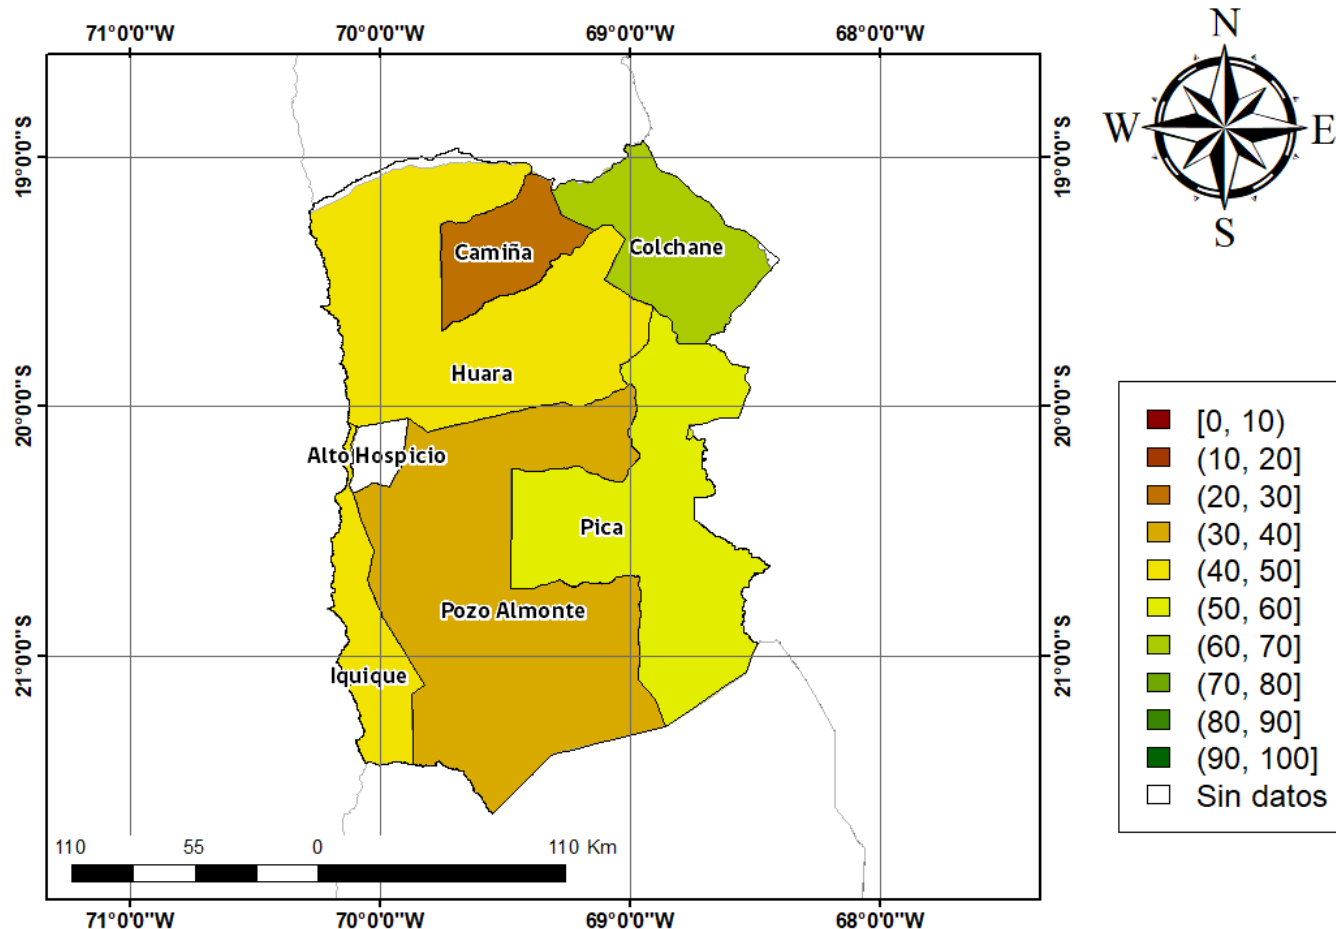 71°0'0"W 70°0'0"W 69°0'0"W 68°0'0"W
N
W E
S
19°0'0"S 19°0'0"S
Camiña Colchane
Huara
20°0'0"S 20°0'0"S
Alto Hospicio
Pica
Pozo Almonte
21°0'0"S 21°0'0"S
Iquique
[0, 10)
(10, 20]
(20, 30]
(30, 40]
(40, 50]
(50, 60]
(60, 70]
(70, 80]
(80, 90]
(90, 100]
Sin datos
110 55 0 110 Km
71°0'0"W 70°0'0"W 69°0'0"W 68°0'0"W